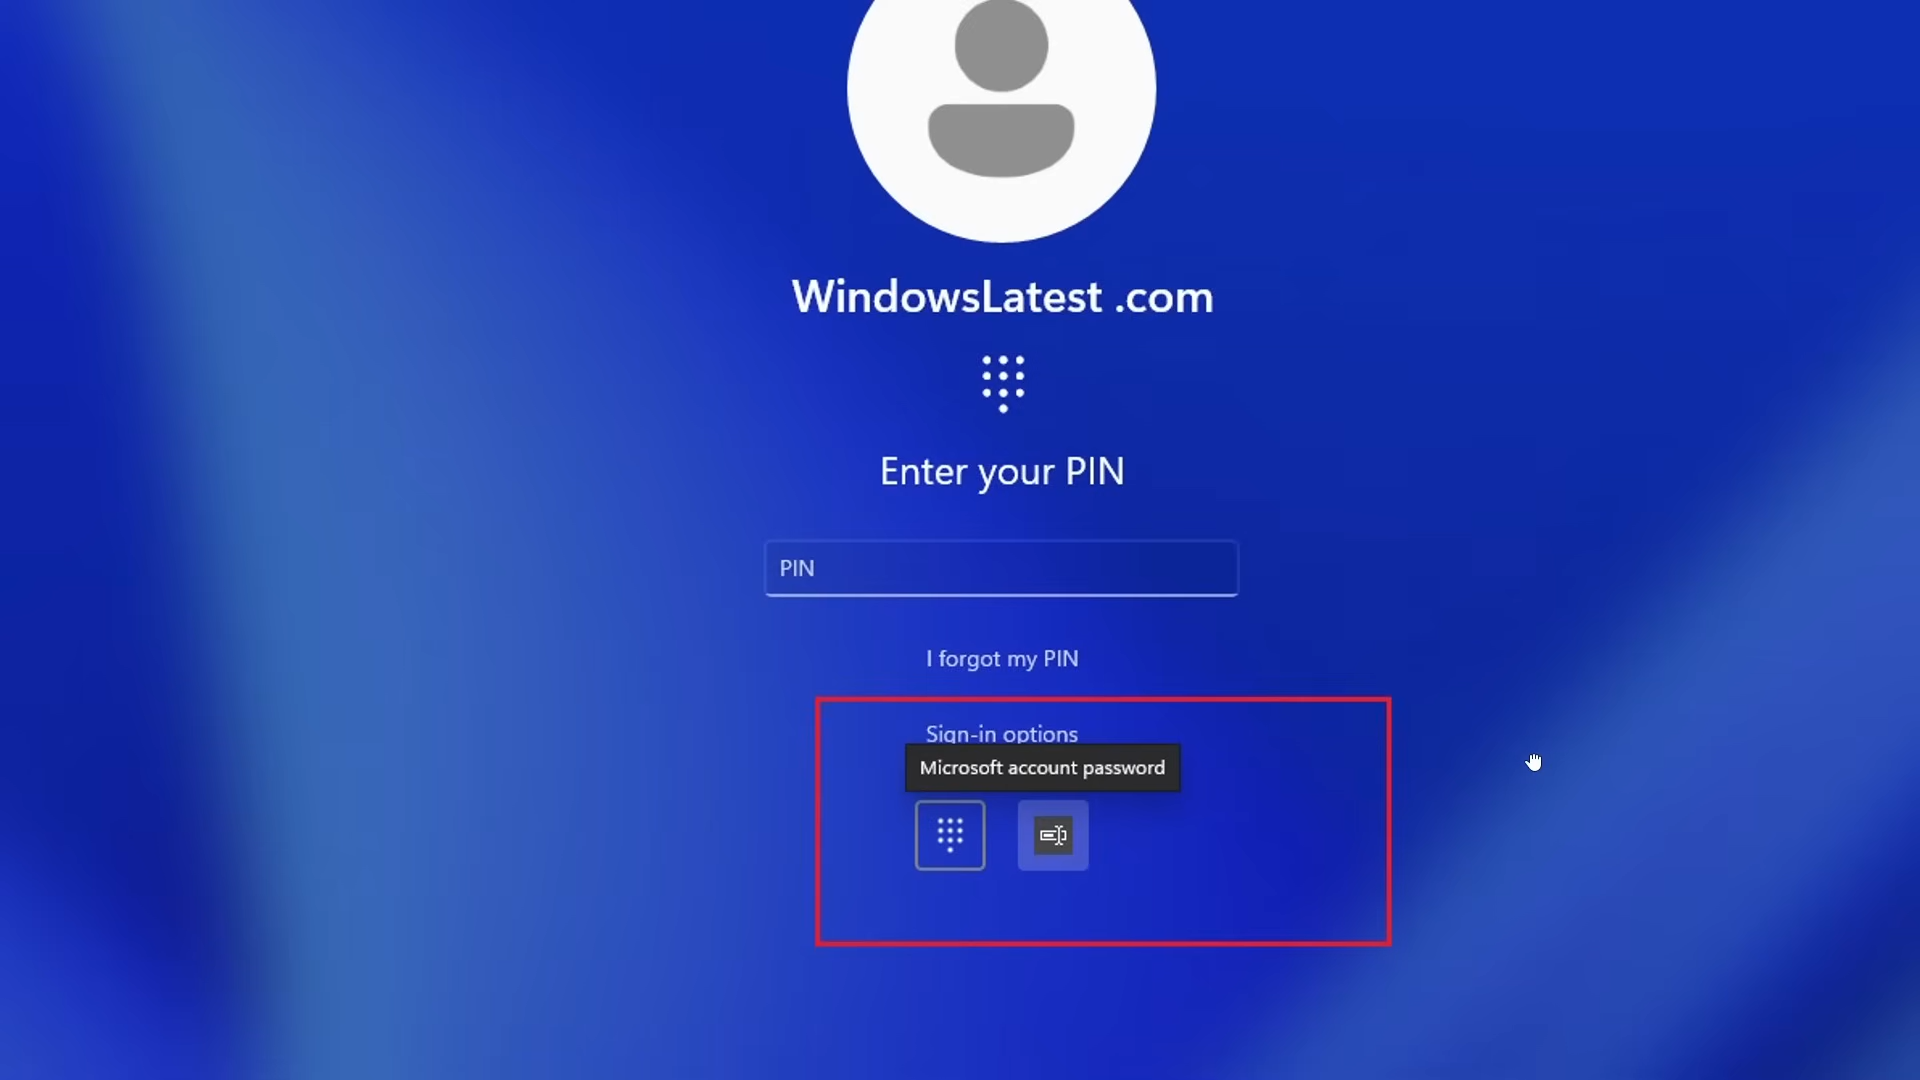 WindowsLatest .com
Enter your PIN
PIN
I forgot my PIN
Sign-in options
Microsoft account password